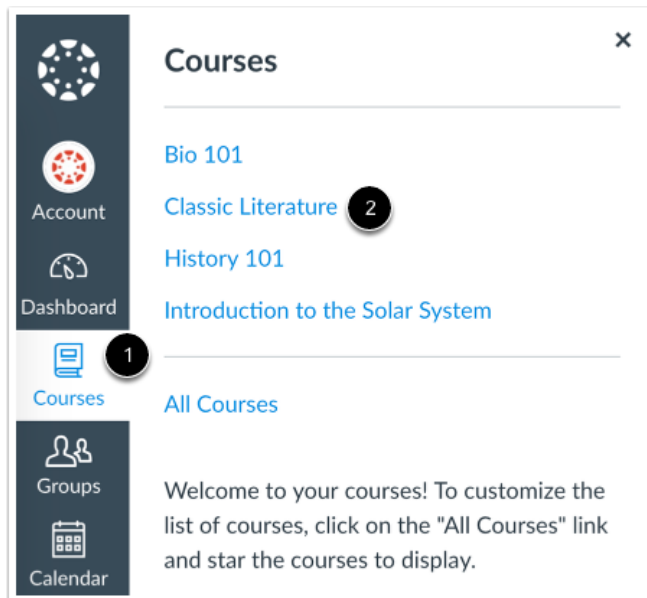 Account
Dashboard
1
Courses
Groups
Calendar
Courses
×
Bio 101
Classic Literature 2
History 101
Introduction to the Solar System
All Courses
Welcome to your courses! To customize the
list of courses, click on the "All Courses" link
and star the courses to display.